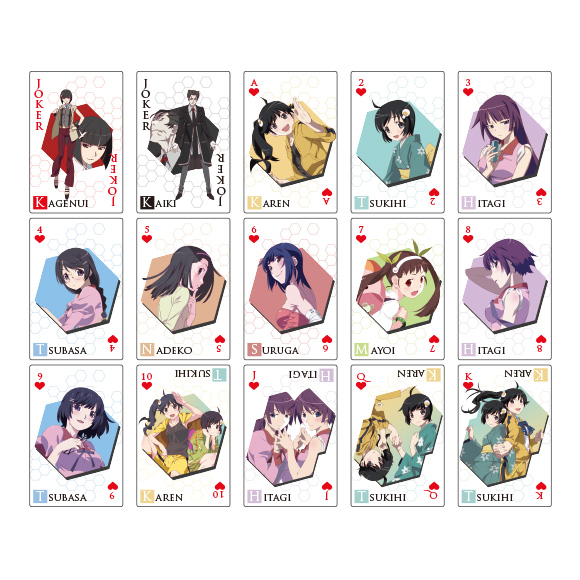 JOKER
KAGENUI
JOKER
JOKER
KAIKI
JOKER
A
KAREN
A
2
TSUKIHI
2
3
HITAGI
3
4
TSUBASA
4
5
NADEKO
5
6
SURUGA
6
7
MAYOI
7
8
HITAGI
8
9
TSUBASA
9
10
TSUKIHI
KAREN
10
J
HITAGI
HITAGI
J
Q
KAREN
TSUKIHI
Q
K
KAREN
TSUKIHI
K